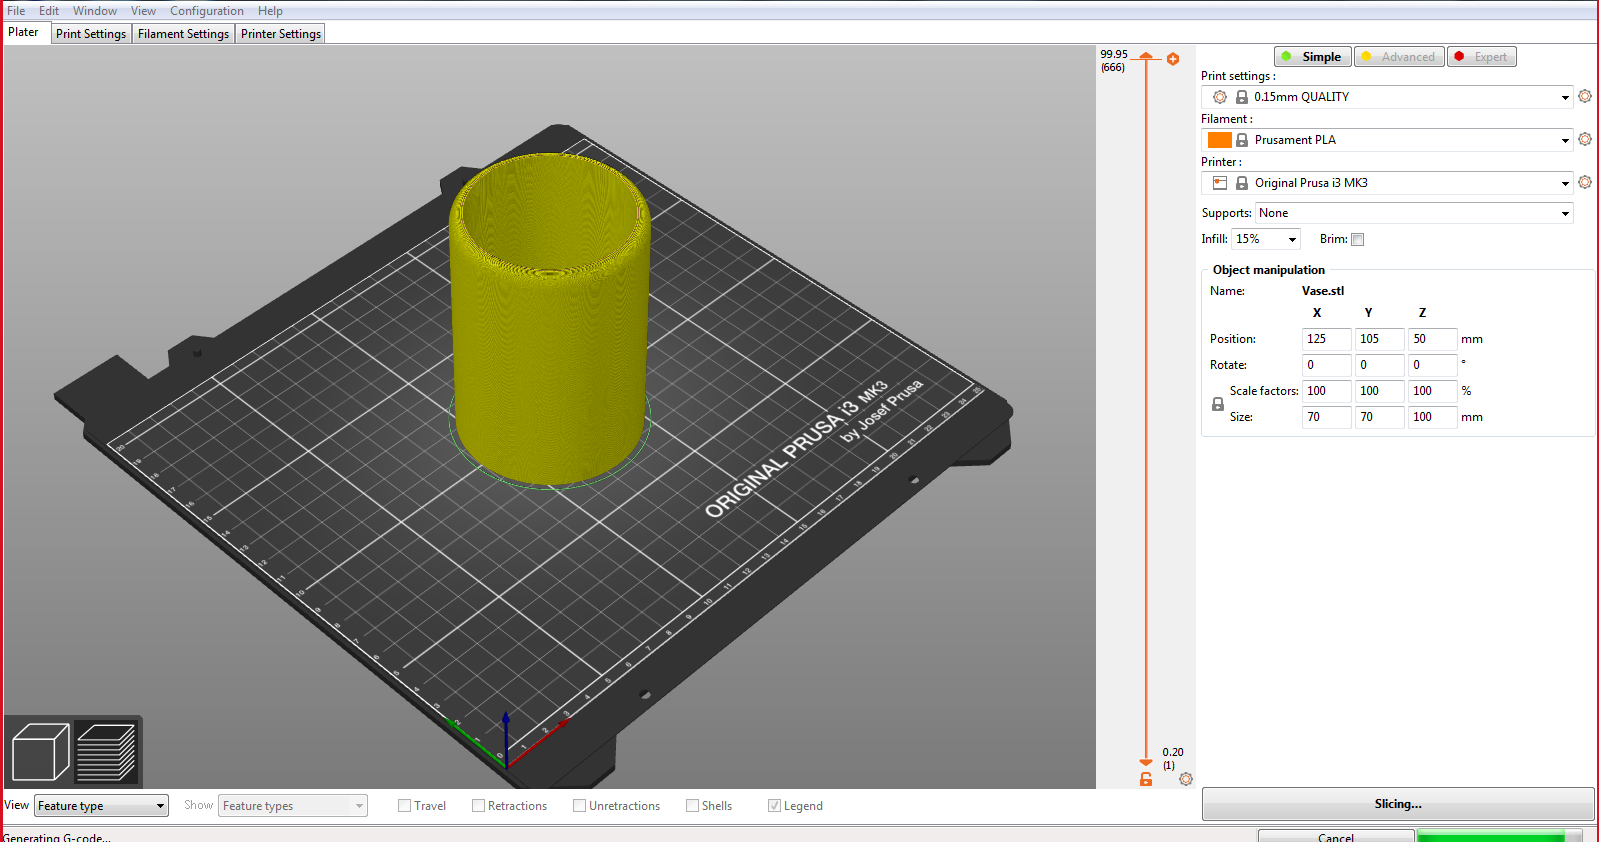 File Edit Window View Configuration Help
Plater Print Settings Filament Settings Printer Settings
99.95
(666)
Simple Advanced Expert
Print settings :
0.15mm QUALITY
Filament :
Prusament PLA
Printer :
Original Prusa i3 MK3
Supports: None
Infill: 15% Brim:
Object manipulation
Name: Vase.stl
X Y Z
Position: 125 105 50 mm
Rotate: 0 0 0 °
Scale factors: 100 100 100 %
Size: 70 70 100 mm
ORIGINAL PRUSA i3 MK3
by Josef Prusa
0.20
(1)
View Feature type Show Feature types Travel Retractions Unretractions Shells Legend
Slicing...
Generating G-code... Cancel